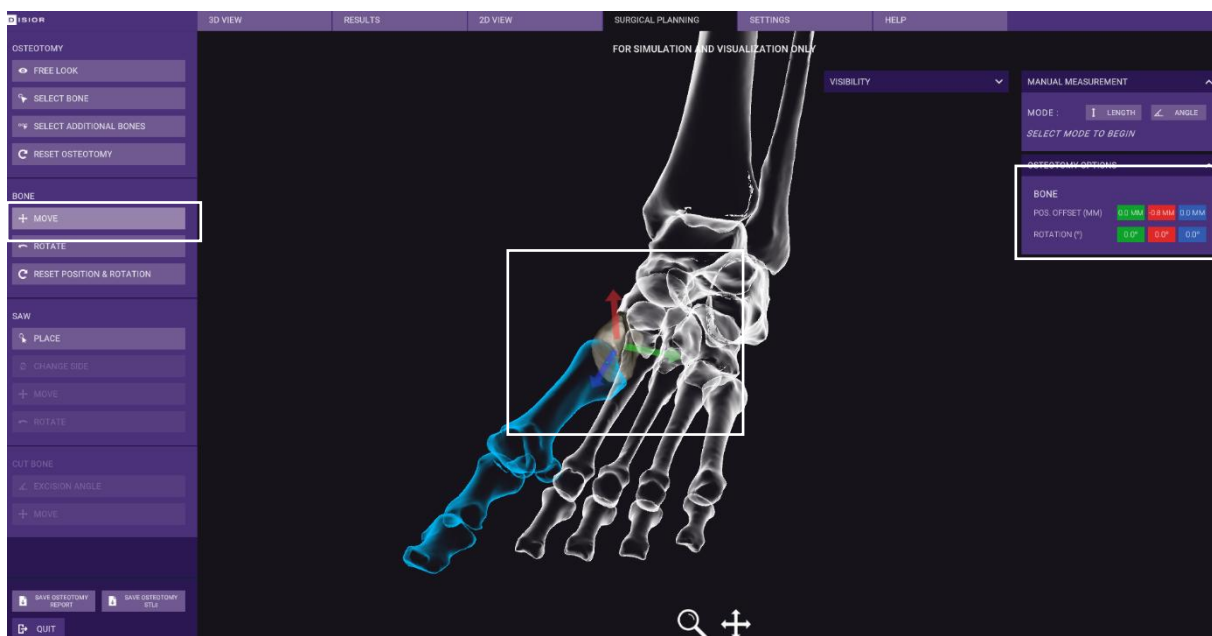 DISIOR
3D VIEW
RESULTS
2D VIEW
SURGICAL PLANNING
SETTINGS
HELP
FOR SIMULATION AND VISUALIZATION ONLY
OSTEOTOMY
FREE LOOK
SELECT BONE
SELECT ADDITIONAL BONES
RESET OSTEOTOMY
BONE
MOVE
ROTATE
RESET POSITION & ROTATION
SAW
PLACE
CHANGE SIDE
MOVE
ROTATE
CUT BONE
EXCISION ANGLE
MOVE
SAVE OSTEOTOMY
REPORT
SAVE OSTEOTOMY
STLs
QUIT
VISIBILITY
MANUAL MEASUREMENT
MODE : LENGTH ANGLE
SELECT MODE TO BEGIN
OSTEOTOMY OPTIONS
BONE
POS. OFFSET (MM) 0.0 MM -0.8 MM 0.0 MM
ROTATION (°) 0.0° 0.0° 0.0°